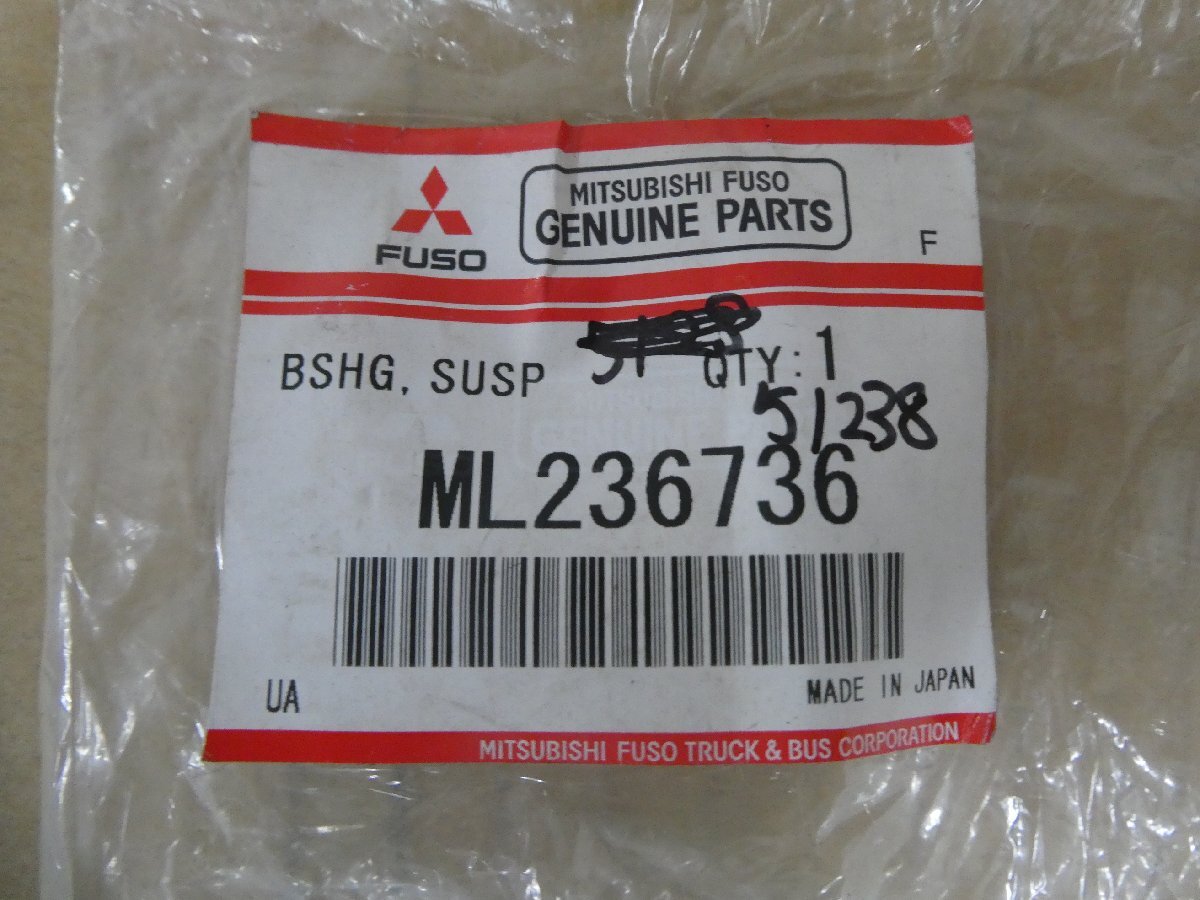 MITSUBISHI FUSO
GENUINE PARTS
FUSO
F
BSHG, SUSP
QTY: 1
51238
ML236736
UA
MADE IN JAPAN
MITSUBISHI FUSO TRUCK & BUS CORPORATION